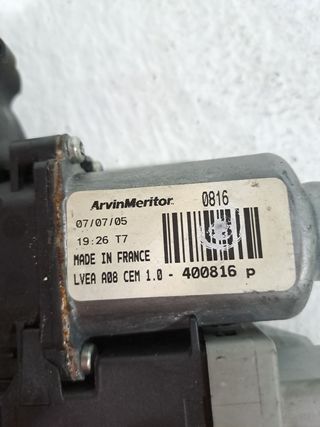 ArvinMeritor 0816
07/07/05
19:26 T7
MADE IN FRANCE
LVEA A08 CEM 1.0 - 400816 P